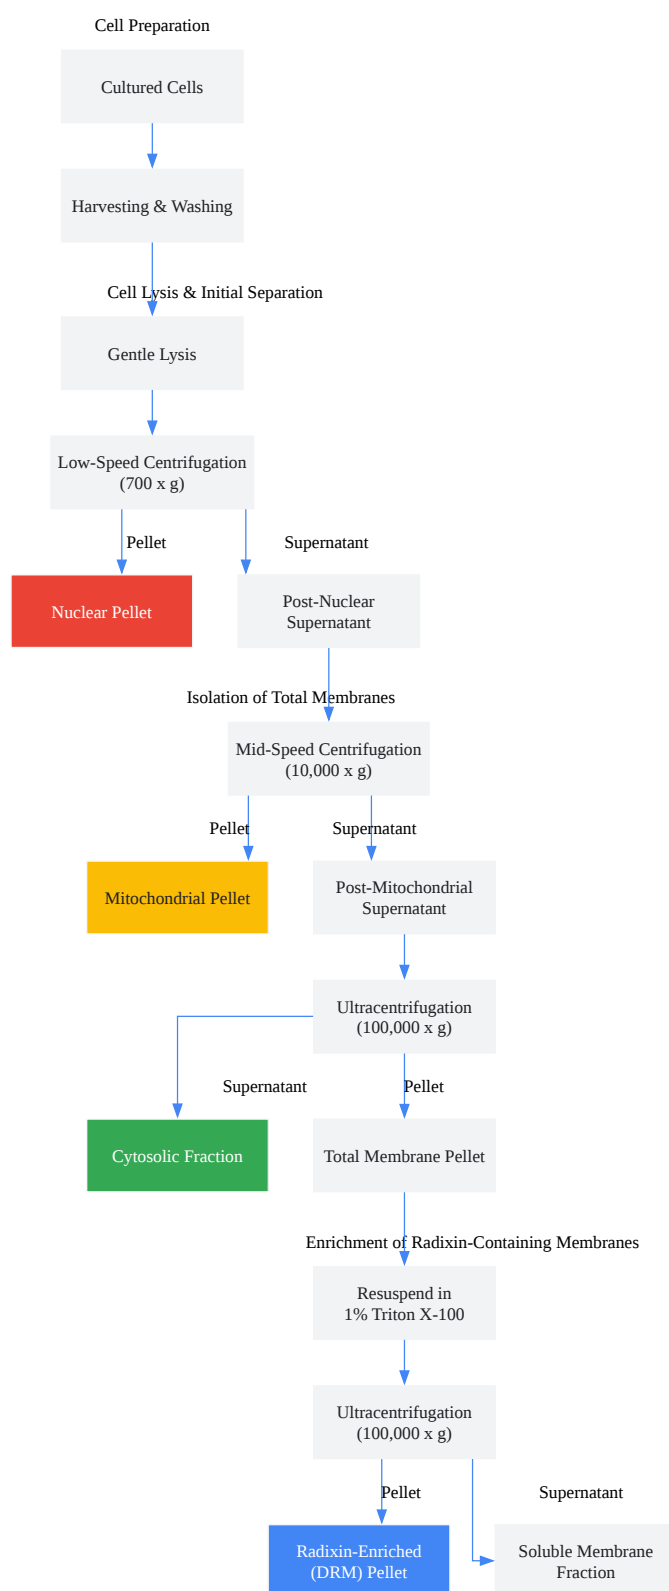 Cell Preparation
Cultured Cells
Harvesting & Washing
Cell Lysis & Initial Separation
Gentle Lysis
Low-Speed Centrifugation
(700 x g)
Pellet
Supernatant
Nuclear Pellet
Post-Nuclear
Supernatant
Isolation of Total Membranes
Mid-Speed Centrifugation
(10,000 x g)
Pellet
Supernatant
Mitochondrial Pellet
Post-Mitochondrial
Supernatant
Ultracentrifugation
(100,000 x g)
Supernatant
Pellet
Cytosolic Fraction
Total Membrane Pellet
Enrichment of Radixin-Containing Membranes
Resuspend in
1% Triton X-100
Ultracentrifugation
(100,000 x g)
Pellet
Supernatant
Radixin-Enriched
(DRM) Pellet
Soluble Membrane
Fraction